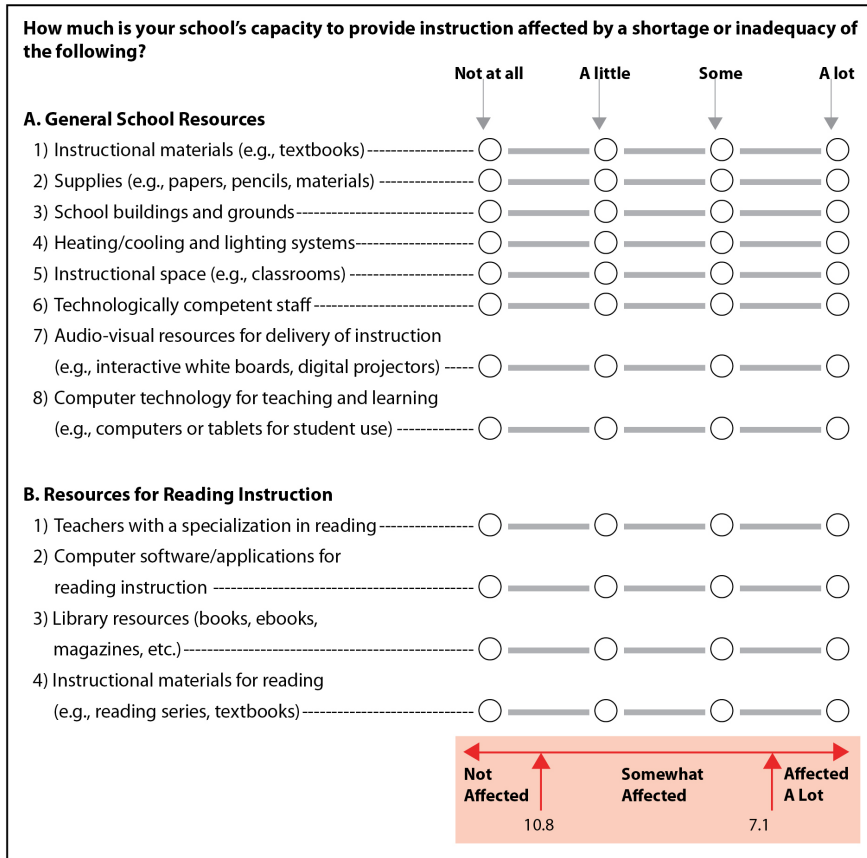 How much is your school’s capacity to provide instruction affected by a shortage or inadequacy of
the following?
Not at all A little Some A lot
A. General School Resources
1) Instructional materials (e.g., textbooks)
2) Supplies (e.g., papers, pencils, materials)
3) School buildings and grounds
4) Heating/cooling and lighting systems
5) Instructional space (e.g., classrooms)
6) Technologically competent staff
7) Audio-visual resources for delivery of instruction
(e.g., interactive white boards, digital projectors)
8) Computer technology for teaching and learning
(e.g., computers or tablets for student use)
B. Resources for Reading Instruction
1) Teachers with a specialization in reading
2) Computer software/applications for
reading instruction
3) Library resources (books, ebooks,
magazines, etc.)
4) Instructional materials for reading
(e.g., reading series, textbooks)
Not Somewhat Affected
Affected Affected A Lot
10.8 7.1